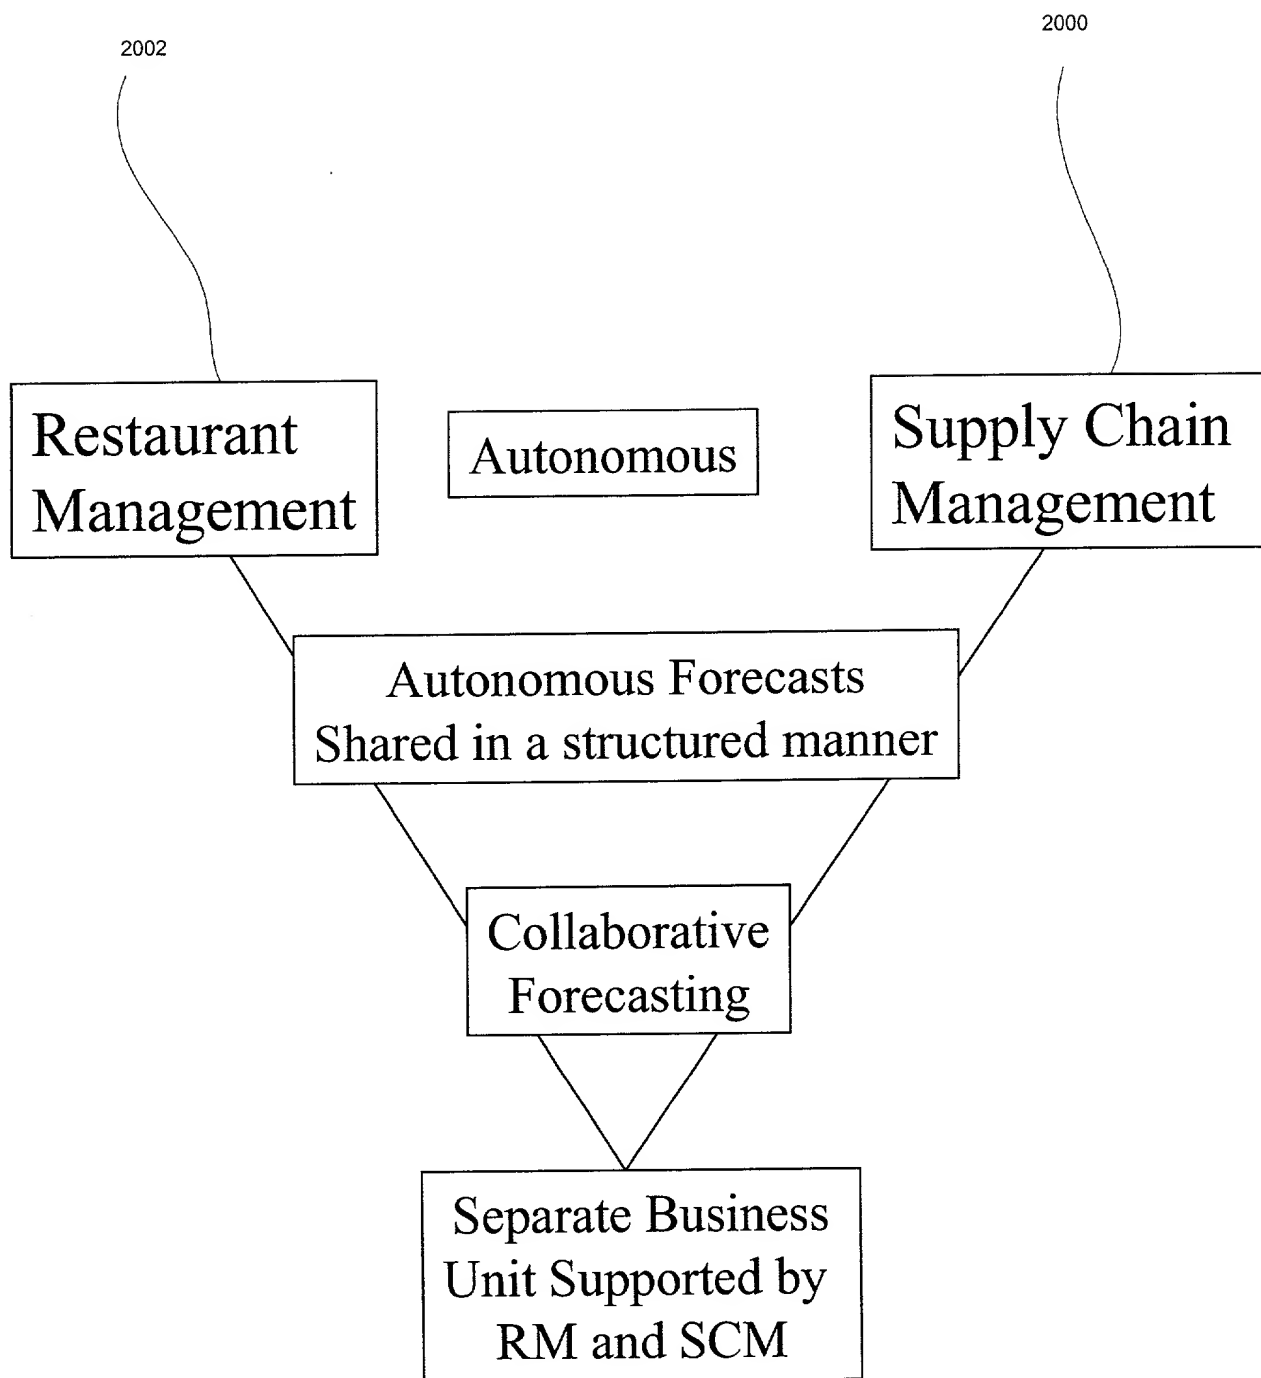 2002
2000
Restaurant
Management
Autonomous
Supply Chain
Management
Autonomous Forecasts
Shared in a structured manner
Collaborative
Forecasting
Separate Business
Unit Supported by
RM and SCM